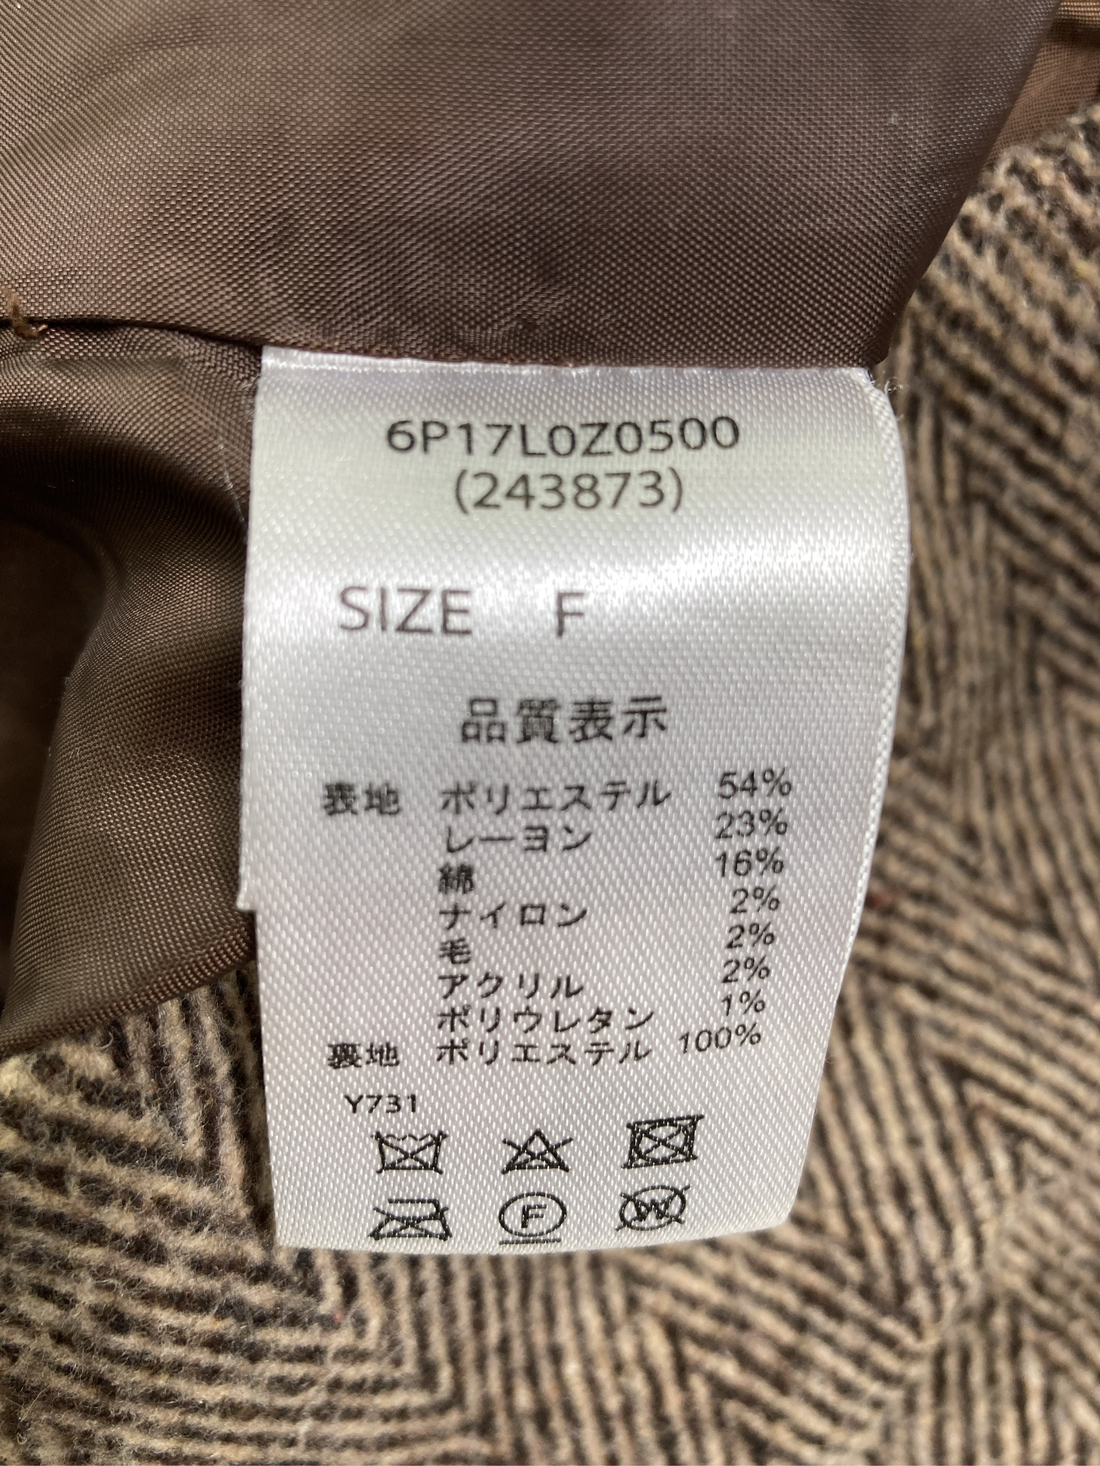 6P17L0Z0500
(243873)
SIZE F
品質表示
表地 ポリエステル 54%
レーヨン 23%
綿 16%
ナイロン 2%
毛 2%
アクリル 2%
ポリウレタン 1%
裏地 ポリエステル 100%
Y731
F W